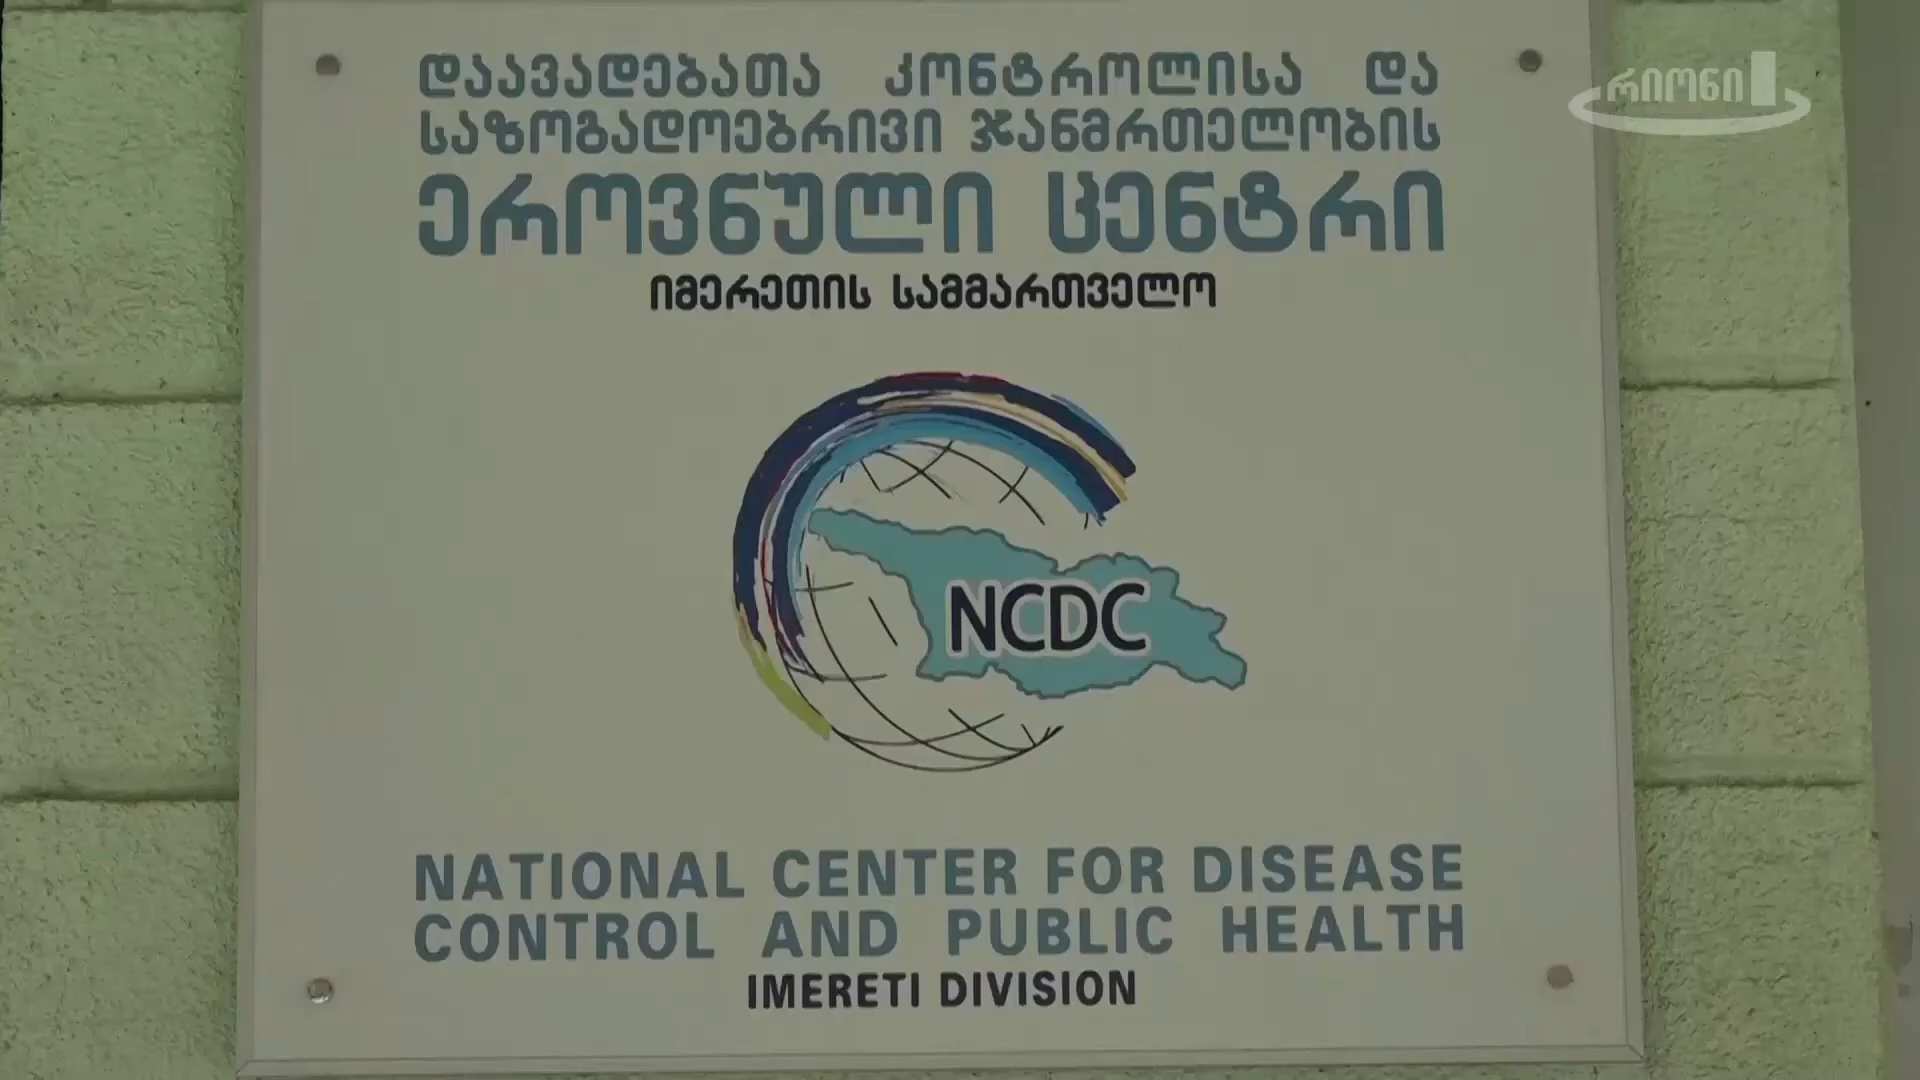 დაავადებათა კონტროლისა და
საზოგადოებრივი ჯანმრთელობის
ეროვნული ცენტრი
იმერეთის სამმართველო
რიონი
NCDC
NATIONAL CENTER FOR DISEASE
CONTROL AND PUBLIC HEALTH
IMERETI DIVISION